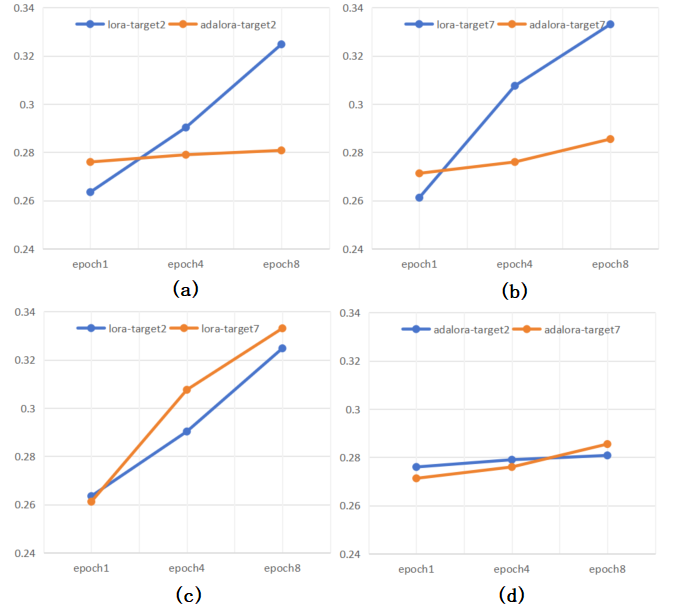 0.34
lora-target2 adalora-target2
0.32
0.3
0.28
0.26
0.24
epoch1 epoch4 epoch8
(a)
0.34
lora-target7 adalora-target7
0.32
0.3
0.28
0.26
0.24
epoch1 epoch4 epoch8
(b)
0.34
lora-target2 lora-target7
0.32
0.3
0.28
0.26
0.24
epoch1 epoch4 epoch8
(c)
0.34
adalora-target2 adalora-target7
0.32
0.3
0.28
0.26
0.24
epoch1 epoch4 epoch8
(d)